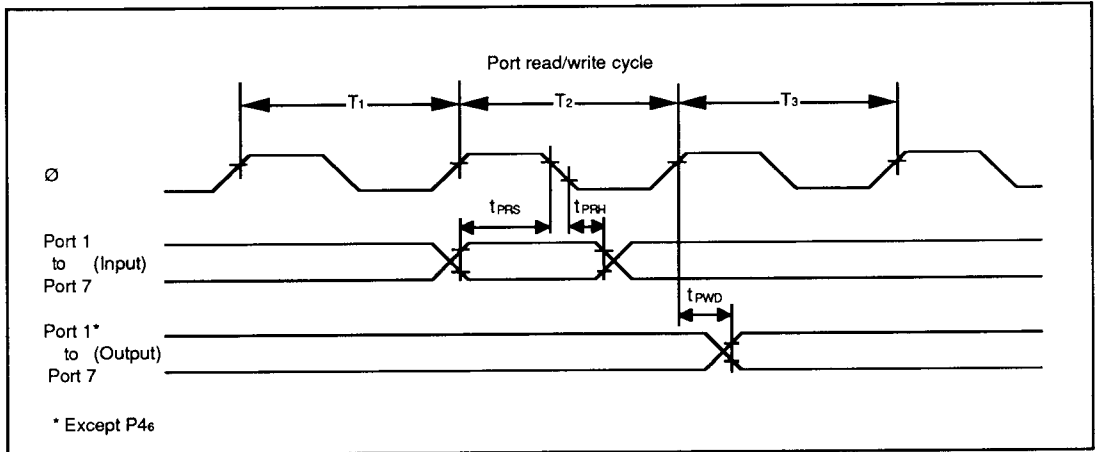 Port read/write cycle
T1 T2 T3
Ø
tPRS tPRH
Port 1
to (Input)
Port 7
tPWD
Port 1*
to (Output)
Port 7
* Except P46